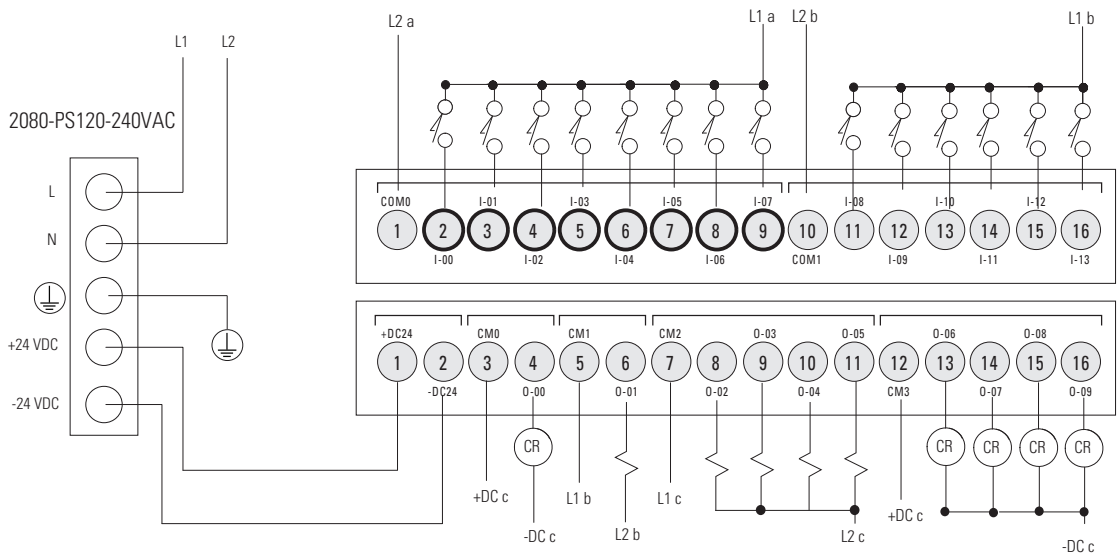 L2 a
L1 a
L2 b
L1 b
L1
L2
2080-PS120-240VAC
L
N
+24 VDC
-24 VDC
COM0
I-01
I-03
I-05
I-07
I-08
I-10
I-12
1
2
3
4
5
6
7
8
9
10
11
12
13
14
15
16
I-00
I-02
I-04
I-06
COM1
I-09
I-11
I-13
+DC24
CM0
CM1
CM2
O-03
O-05
O-06
O-08
1
2
3
4
5
6
7
8
9
10
11
12
13
14
15
16
-DC24
O-00
O-01
O-02
O-04
CM3
O-07
O-09
CR
CR
CR
CR
CR
+DC c
-DC c
L1 b
L2 b
L1 c
L2 c
+DC c
-DC c